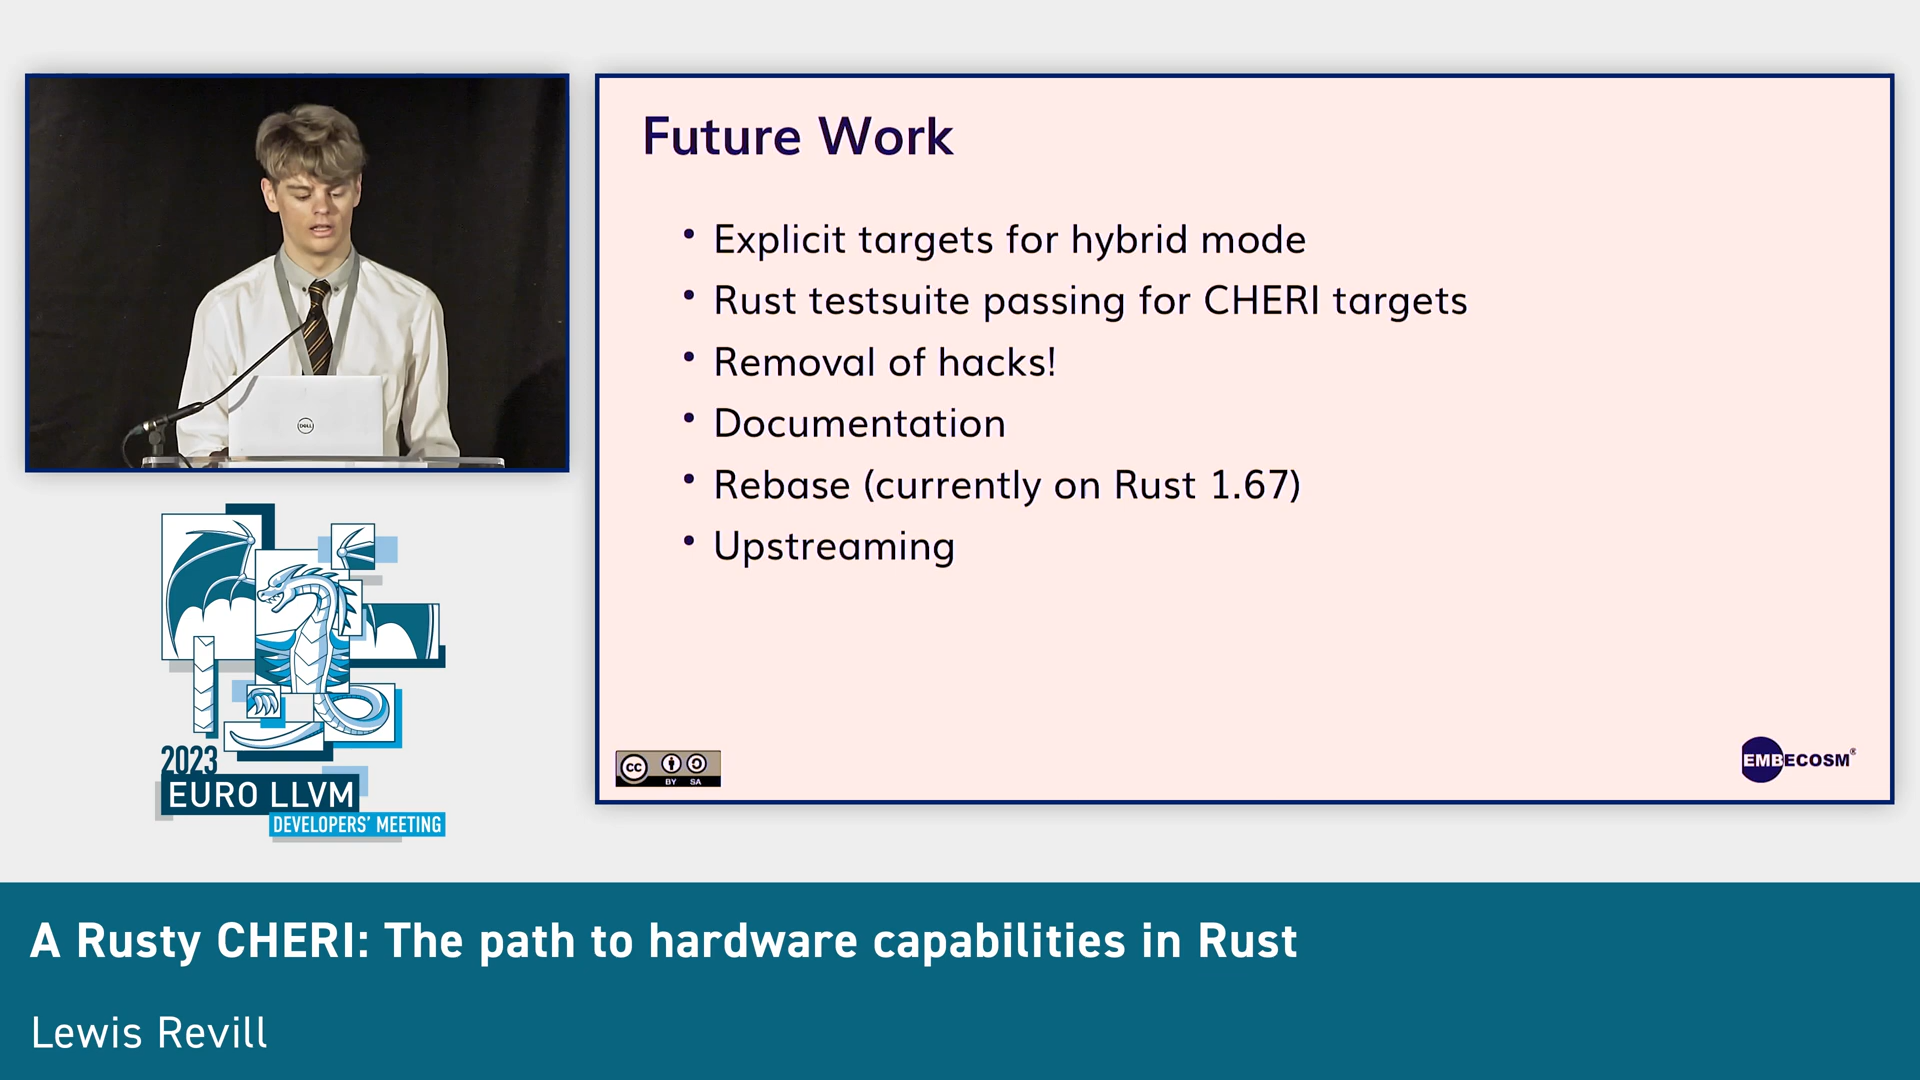 Future Work
• Explicit targets for hybrid mode
• Rust testsuite passing for CHERI targets
• Removal of hacks!
• Documentation
• Rebase (currently on Rust 1.67)
• Upstreaming
cc
BY SA
EMBECOSM®
DELL
2023
EURO LLVM
DEVELOPERS' MEETING
A Rusty CHERI: The path to hardware capabilities in Rust
Lewis Revill